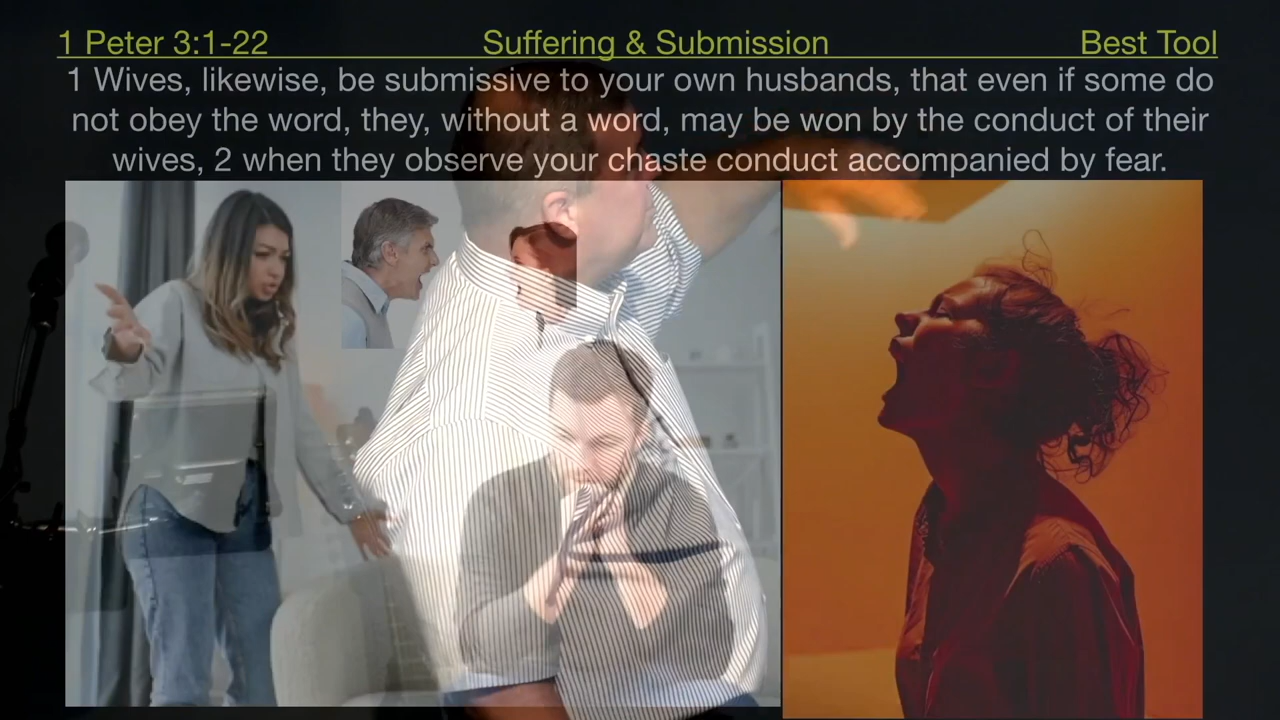 1 Peter 3:1-22 Suffering & Submission Best Tool
1 Wives, likewise, be submissive to your own husbands, that even if some do
not obey the word, they, without a word, may be won by the conduct of their
wives, 2 when they observe your chaste conduct accompanied by fear.